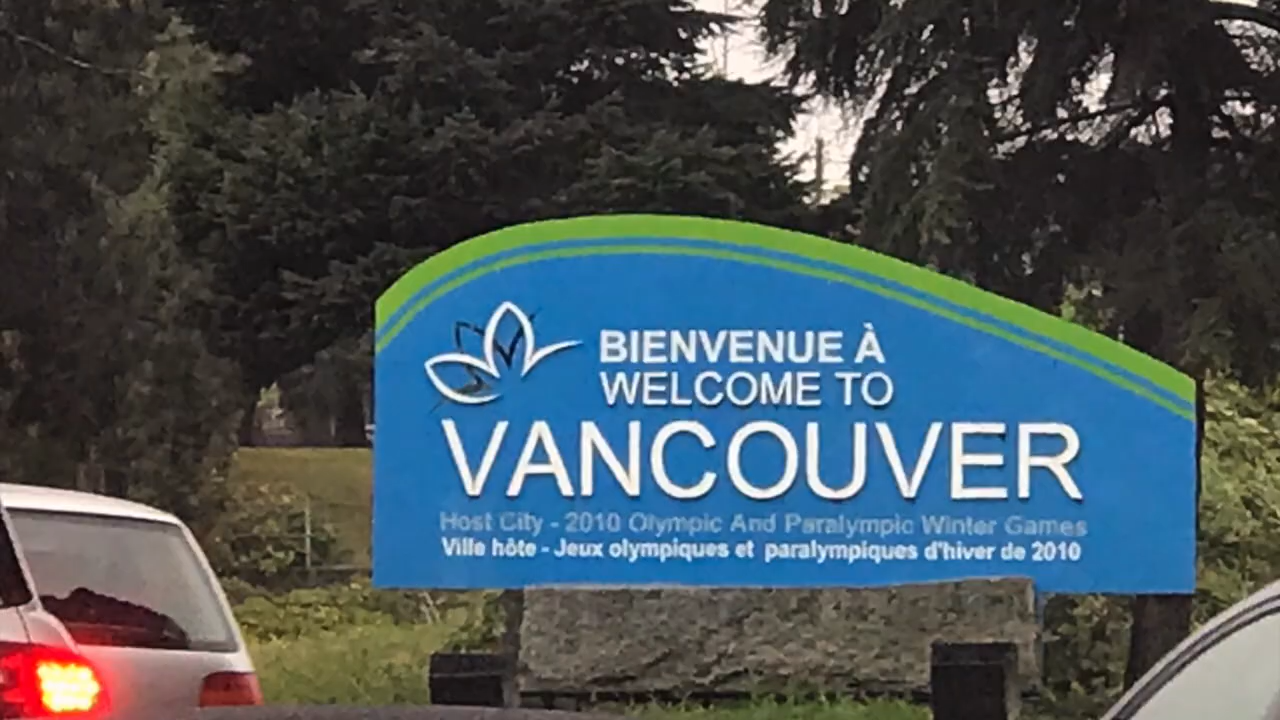 BIENVENUE À
WELCOME TO
VANCOUVER
Host City - 2010 Olympic And Paralympic Winter Games
Ville hôte - Jeux olympiques et paralympiques d'hiver de 2010